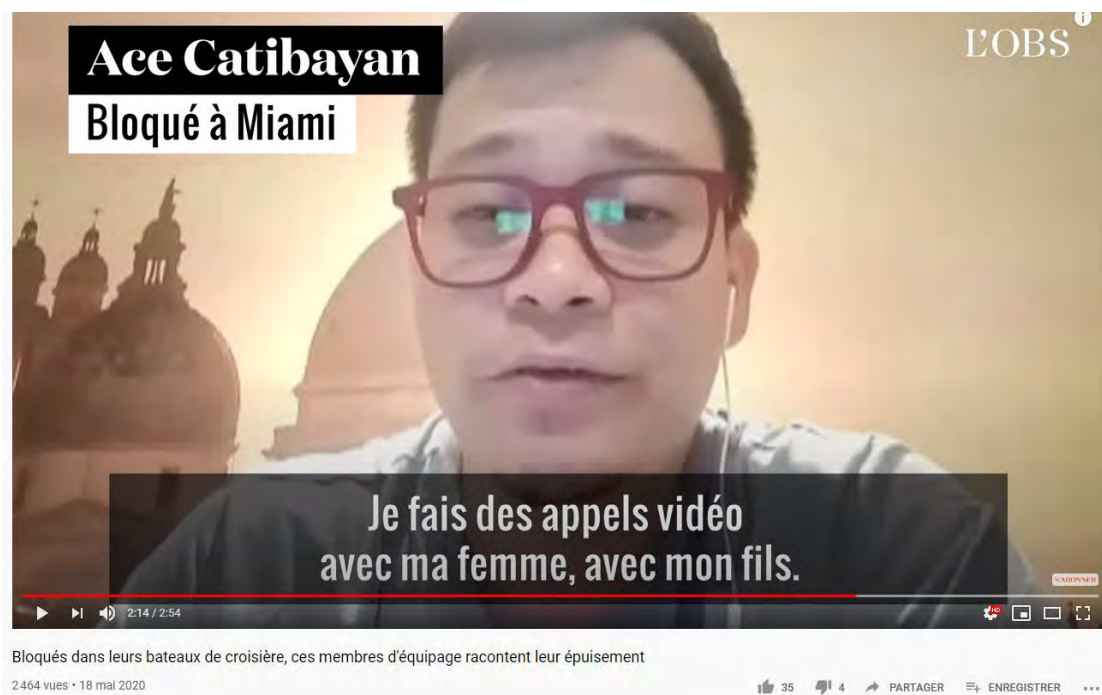 Ace Catibayan
L'OBS
Bloqué à Miami
Je fais des appels vidéo
avec ma femme, avec mon fils.
S'ABONNER
2:14 / 2:54
HD
Bloqués dans leurs bateaux de croisière, ces membres d'équipage racontent leur épuisement
2 464 vues • 18 mai 2020
35 4 PARTAGER ENREGISTRER